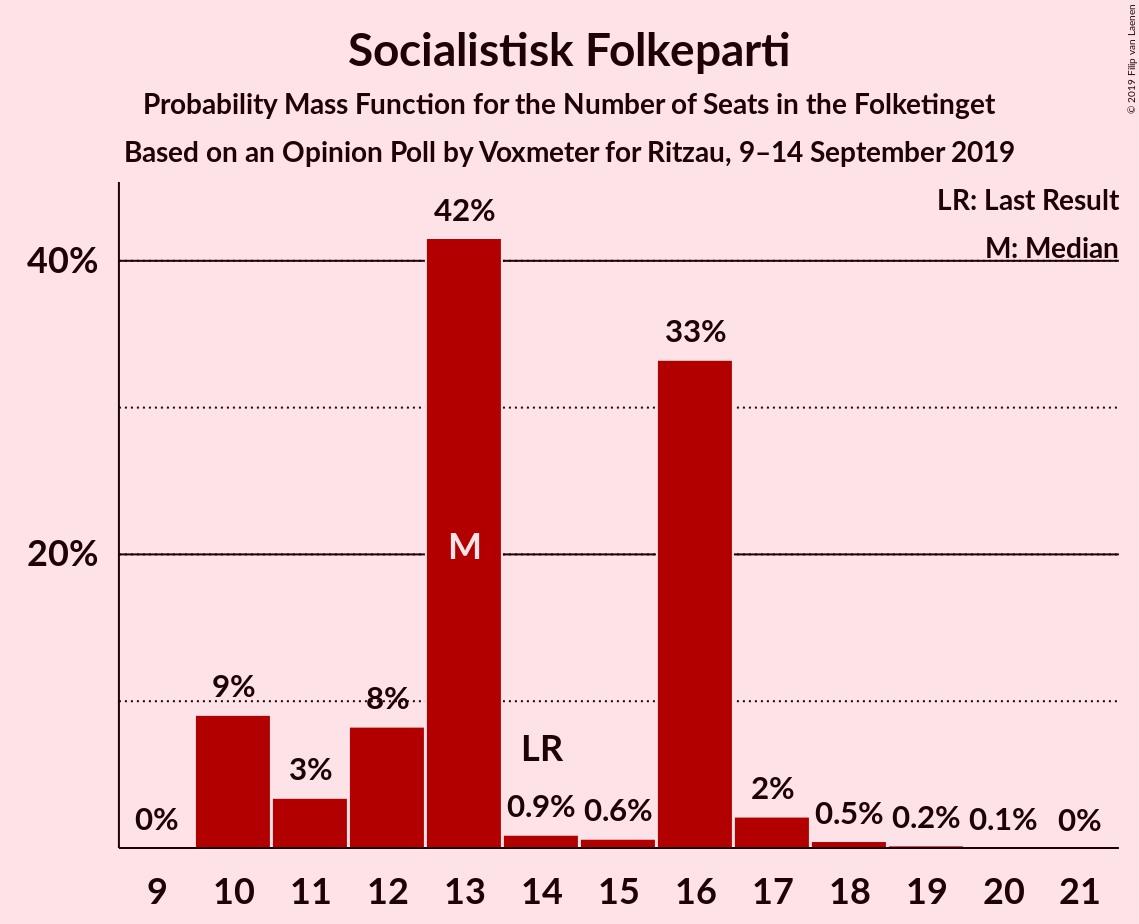 Socialistisk Folkeparti
Probability Mass Function for the Number of Seats in the Folketinget
Based on an Opinion Poll by Voxmeter for Ritzau, 9–14 September 2019
© 2019 Filip van Laenen
LR: Last Result
M: Median
40%
20%
0%
9%
3%
8%
42%
M
LR
0.9%
0.6%
33%
2%
0.5%
0.2%
0.1%
0%
9 10 11 12 13 14 15 16 17 18 19 20 21